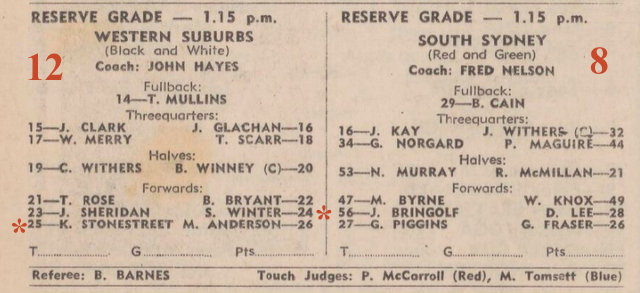 RESERVE GRADE — 1.15 p.m.
WESTERN SUBURBS
(Black and White)
12
Coach: JOHN HAYES
Fullback:
14—T. MULLINS
Threequarters:
15—J. CLARK J. GLACHAN—16
17—W. MERRY T. SCARR—18
Halves:
19—C. WITHERS B. WINNEY (C)—20
Forwards:
21—T. ROSE B. BRYANT—22
23—J. SHERIDAN S. WINTER—24
*25—K. STONESTREET M. ANDERSON—26
T.............. G.............. Pts..............
RESERVE GRADE — 1.15 p.m.
SOUTH SYDNEY
(Red and Green)
8
Coach: FRED NELSON
Fullback:
29—B. CAIN
Threequarters:
16—J. KAY J. WITHERS (C)—32
34—G. NORGARD P. MAGUIRE—44
Halves:
53—N. MURRAY R. McMILLAN—21
Forwards:
47—M. BYRNE W. KNOX—49
*56—J. BRINGOLF D. LEE—28
27—G. PIGGINS G. FRASER—26
T.............. G.............. Pts..............
Referee: B. BARNES Touch Judges: P. McCarroll (Red), M. Tomsett (Blue)